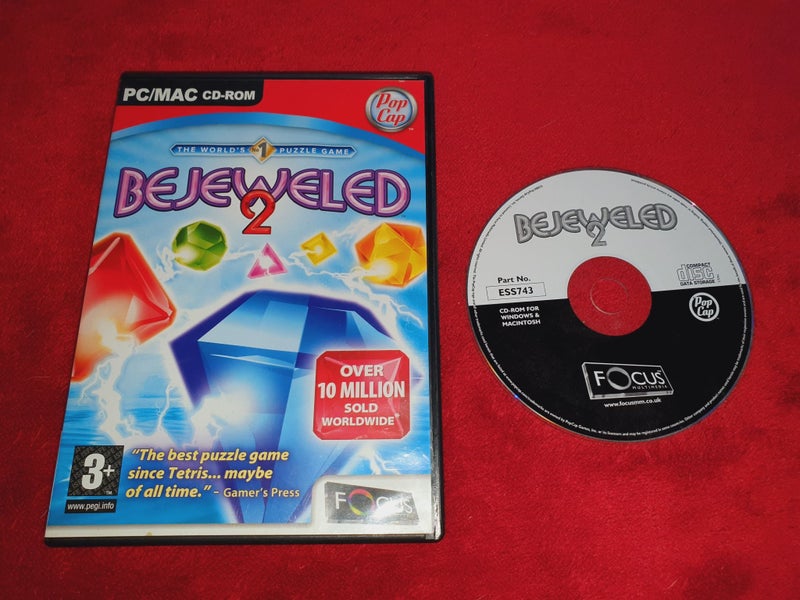 PC/MAC CD-ROM
Pop
Cap
THE WORLD'S No 1 PUZZLE GAME
BEJEWELED
2
OVER
10 MILLION
SOLD
WORLDWIDE*
3+
www.pegi.info
"The best puzzle game
since Tetris... maybe
of all time." - Gamer's Press
FOCUS
BEJEWELED
2
COMPACT
disc
DATA STORAGE
Part No.
ESS743
CD-ROM FOR
WINDOWS &
MACINTOSH
Pop
Cap
FOCUS
MULTIMEDIA
www.focusmm.co.uk